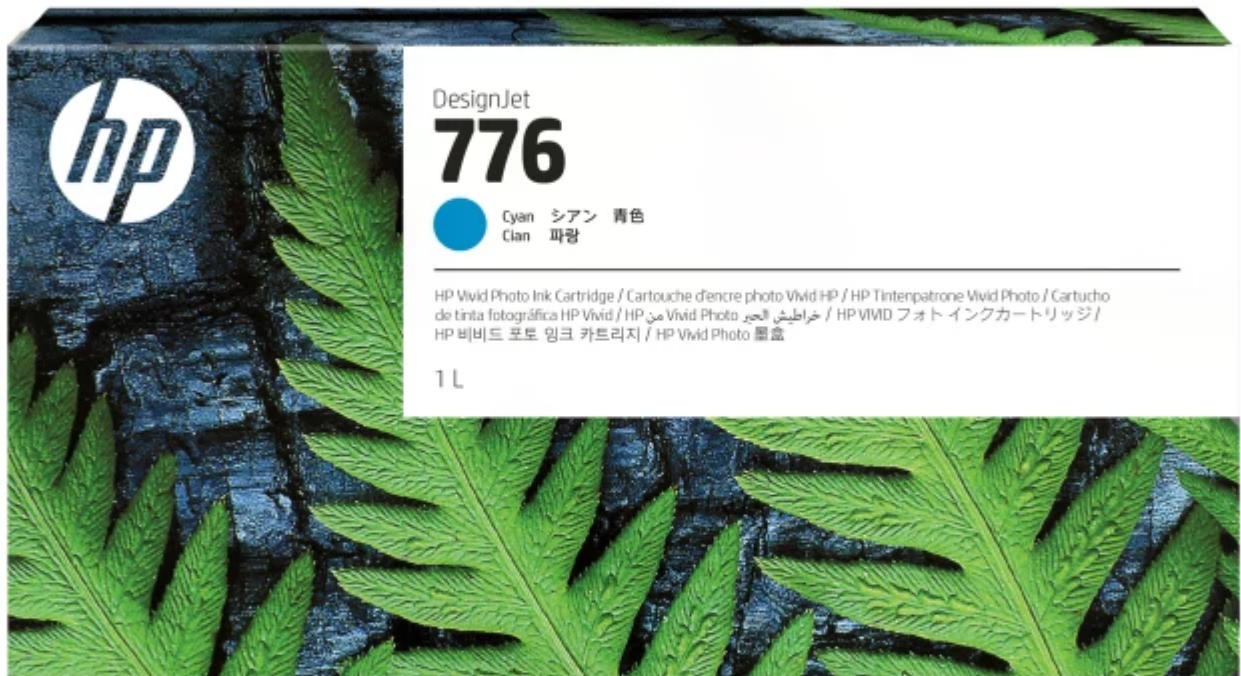 hp
DesignJet
776
Cyan シアン 青色
Cian 파랑
HP Vivid Photo Ink Cartridge / Cartouche d'encre photo Vivid HP / HP Tintenpatrone Vivid Photo / Cartucho
de tinta fotográfica HP Vivid / HP من Vivid Photo خراطيش الحبر / HP VIVID フォト インクカートリッジ /
HP 비비드 포토 잉크 카트리지 / HP Vivid Photo 墨盒
1 L